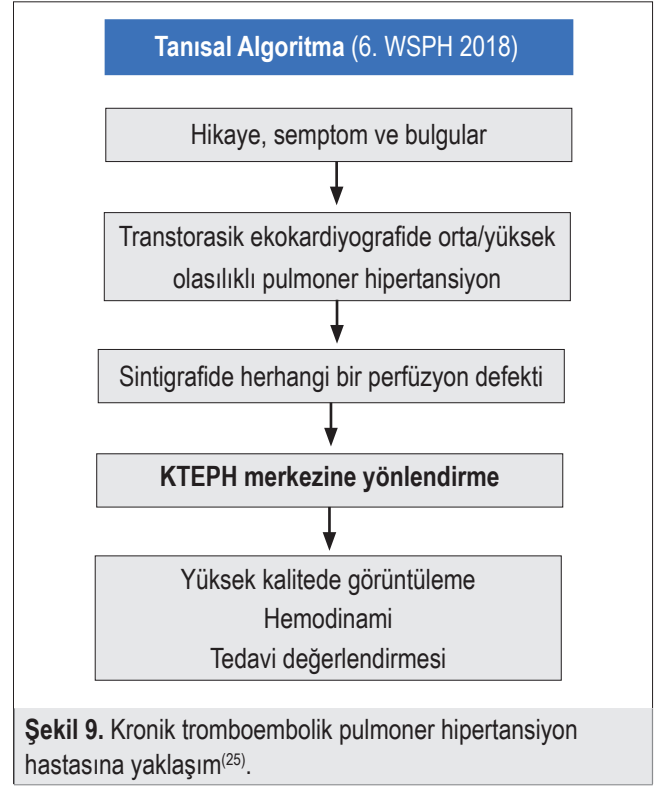 Tanısal Algoritma (6. WSPH 2018)
Hikaye, semptom ve bulgular
Transtorasik ekokardiyografide orta/yüksek
olasılıklı pulmoner hipertansiyon
Sintigrafide herhangi bir perfüzyon defekti
KTEPH merkezine yönlendirme
Yüksek kalitede görüntüleme
Hemodinami
Tedavi değerlendirmesi
Şekil 9. Kronik tromboembolik pulmoner hipertansiyon
hastasına yaklaşım(25).